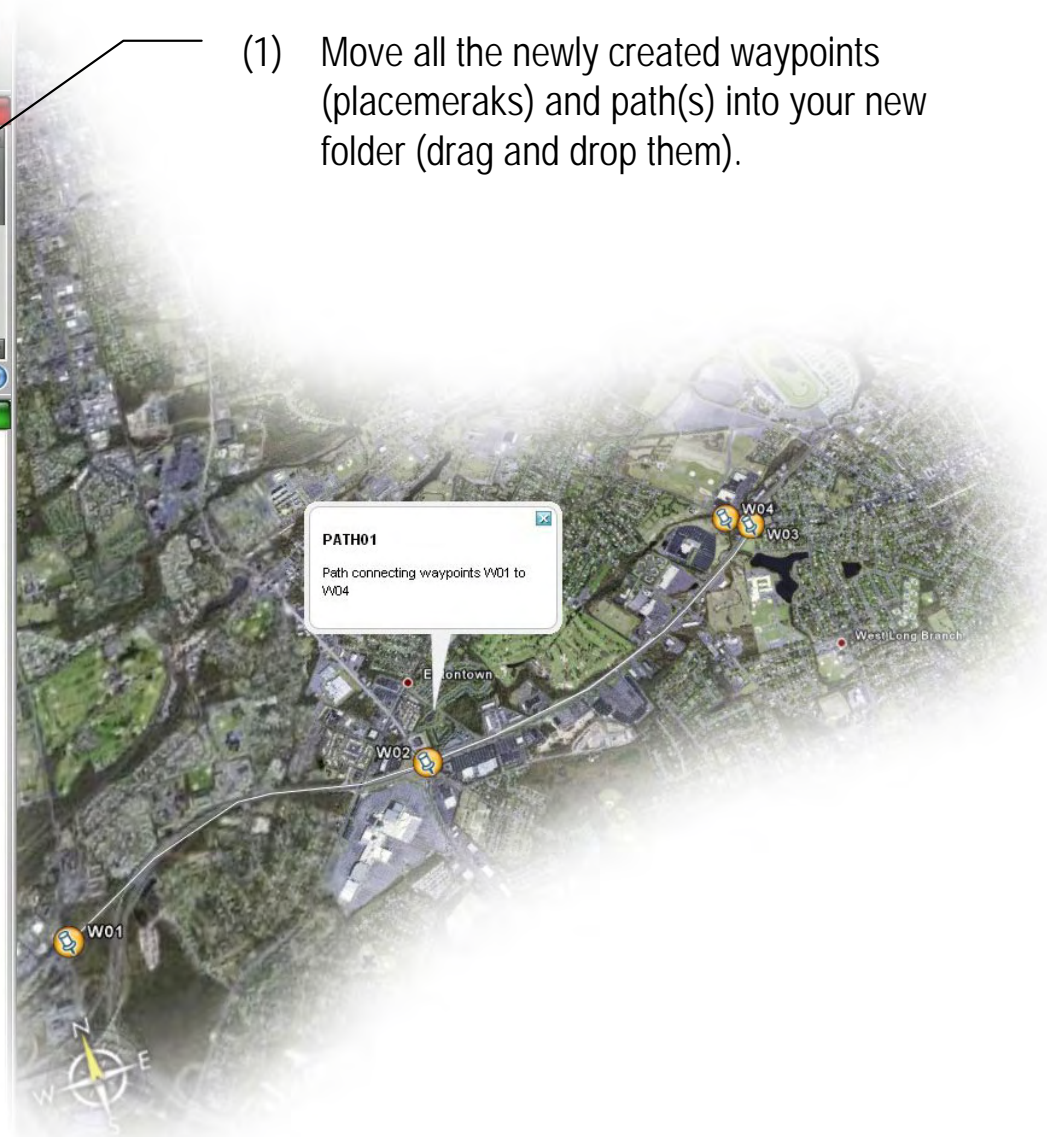 (1) Move all the newly created waypoints
(placemeraks) and path(s) into your new
folder (drag and drop them).
PATH01
Path connecting waypoints W01 to
W04
W04
W03
West Long Branch
W02
W01
N
E
W
S